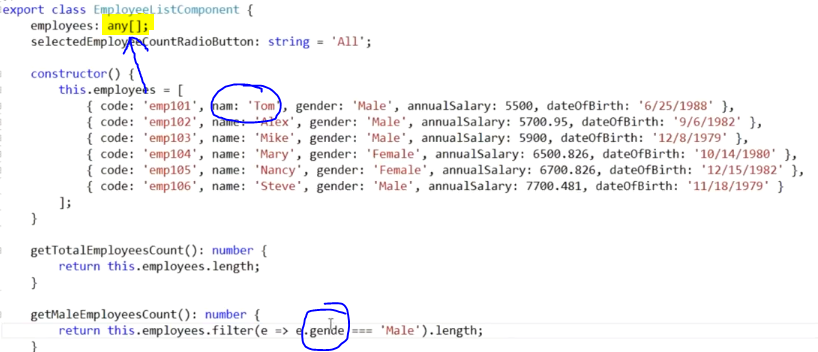 export class EmployeeListComponent {
employees: any[];
selectedEmployeeCountRadioButton: string = 'All';
constructor() {
this.employees = [
{ code: 'emp101', nam: 'Tom', gender: 'Male', annualSalary: 5500, dateOfBirth: '6/25/1988' },
{ code: 'emp102', name: 'Alex', gender: 'Male', annualSalary: 5700.95, dateOfBirth: '9/6/1982' },
{ code: 'emp103', name: 'Mike', gender: 'Male', annualSalary: 5900, dateOfBirth: '12/8/1979' },
{ code: 'emp104', name: 'Mary', gender: 'Female', annualSalary: 6500.826, dateOfBirth: '10/14/1980' },
{ code: 'emp105', name: 'Nancy', gender: 'Female', annualSalary: 6700.826, dateOfBirth: '12/15/1982' },
{ code: 'emp106', name: 'Steve', gender: 'Male', annualSalary: 7700.481, dateOfBirth: '11/18/1979' }
];
}
getTotalEmployeesCount(): number {
return this.employees.length;
}
getMaleEmployeesCount(): number {
return this.employees.filter(e => e.gende === 'Male').length;
}